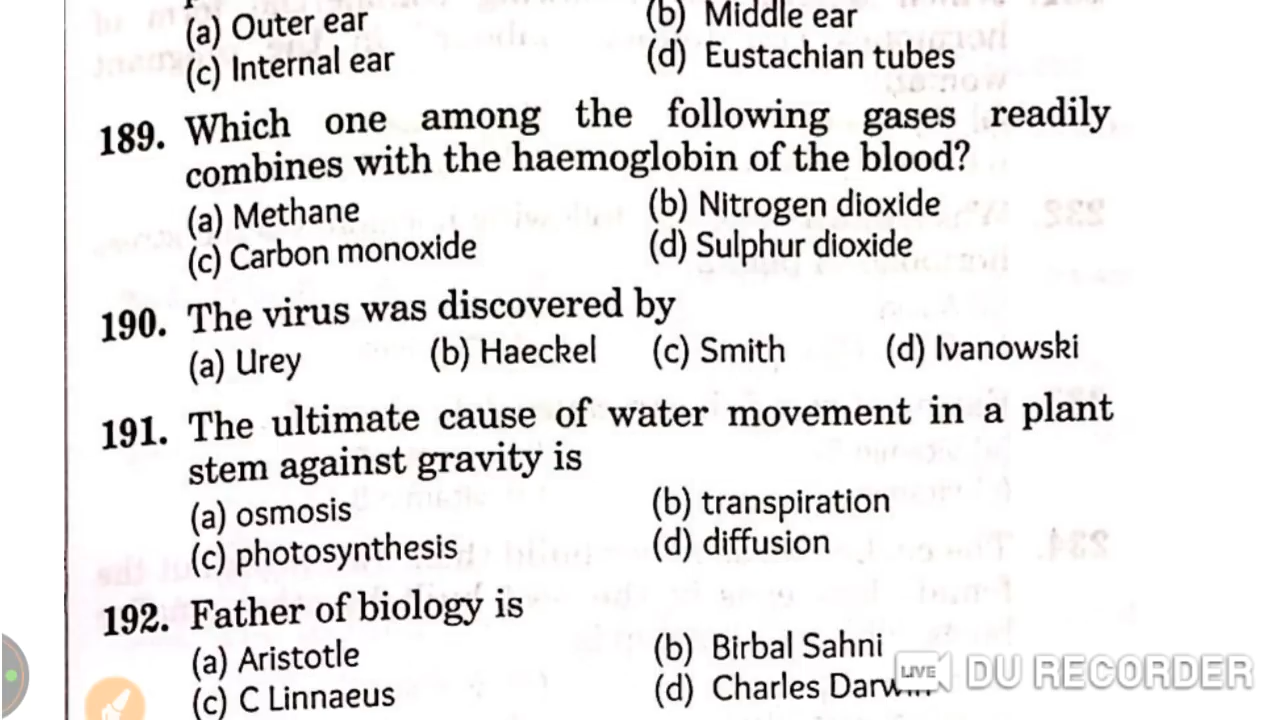 (a) Outer ear (b) Middle ear
(c) Internal ear (d) Eustachian tubes
189. Which one among the following gases readily
combines with the haemoglobin of the blood?
(a) Methane (b) Nitrogen dioxide
(c) Carbon monoxide (d) Sulphur dioxide
190. The virus was discovered by
(a) Urey (b) Haeckel (c) Smith (d) Ivanowski
191. The ultimate cause of water movement in a plant
stem against gravity is
(a) osmosis (b) transpiration
(c) photosynthesis (d) diffusion
192. Father of biology is
(a) Aristotle (b) Birbal Sahni
(c) C Linnaeus (d) Charles Darwin
LIVE DU RECORDER